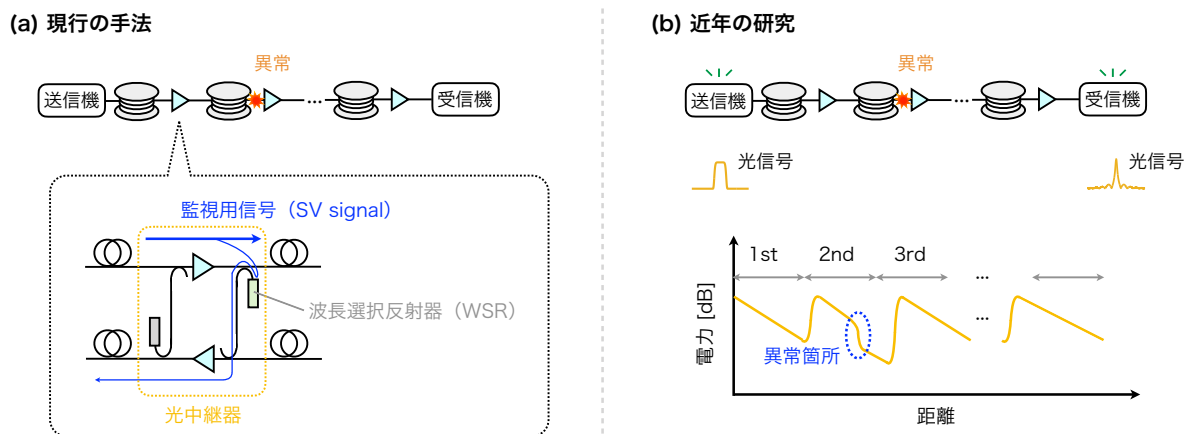 (a) 現行の手法
異常
送信機
...
受信機
監視用信号（SV signal）
波長選択反射器（WSR）
光中継器
(b) 近年の研究
異常
送信機
...
受信機
光信号
光信号
1st
2nd
3rd
...
電力 [dB]
...
異常箇所
距離